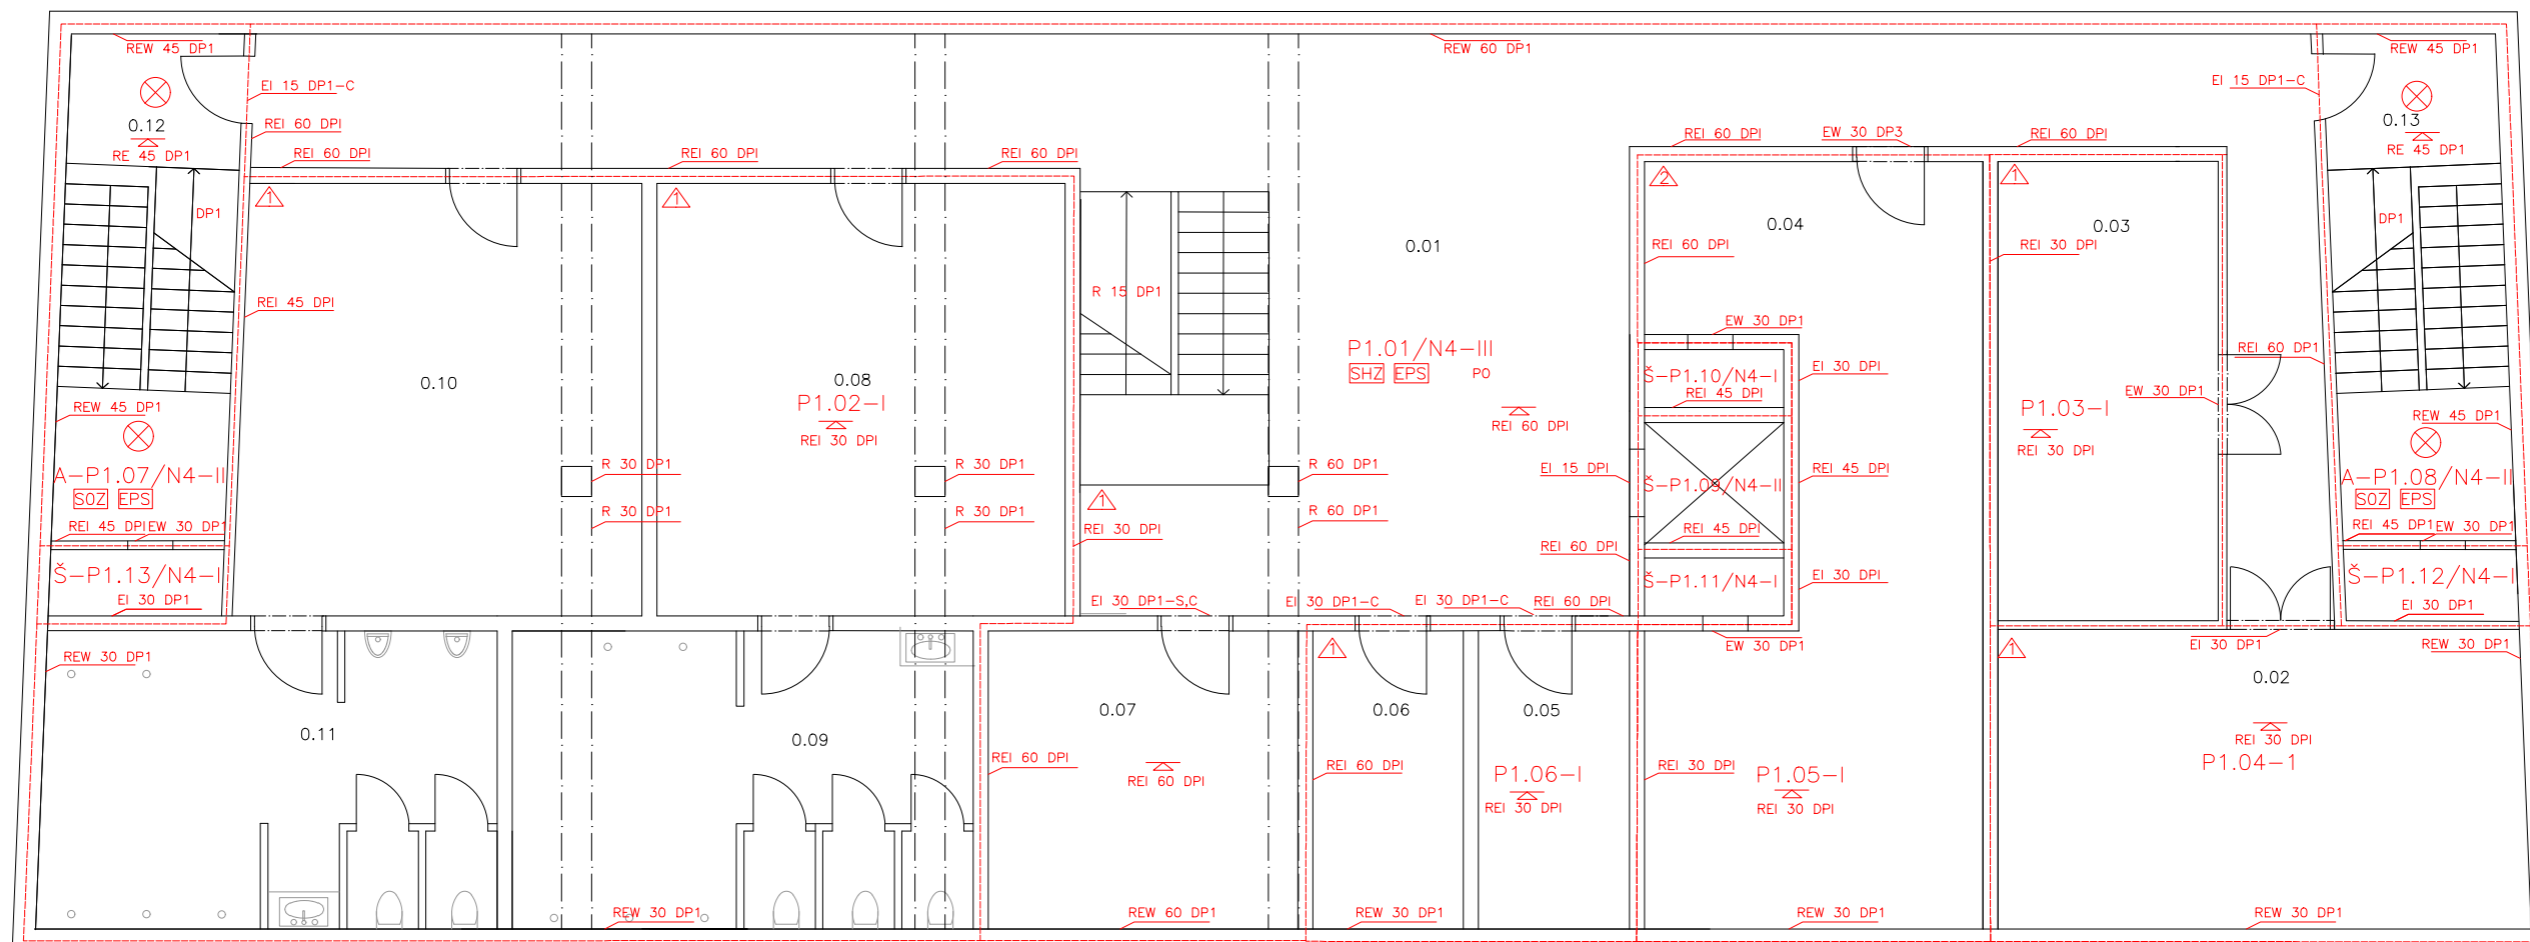 REW 45 DP1
REW 60 DP1
REW 45 DP1
EI 15 DP1-C
EI 15 DP1-C
0.12
RE 45 DP1
REI 60 DPI
REI 60 DPI
REI 60 DPI
REI 60 DPI
REI 60 DPI
EW 30 DP3
REI 60 DPI
0.13
RE 45 DP1
1
1
2
1
DP1
DP1
0.04
0.03
0.01
REI 60 DPI
REI 30 DPI
REI 45 DPI
R 15 DP1
EW 30 DP1
P1.01/N4-III
SHZ EPS PO
REI 60 DP1
0.10
0.08
P1.02-I
REI 30 DPI
Š-P1.10/N4-I
REI 45 DPI
EI 30 DPI
EW 30 DP1
P1.03-I
REI 30 DPI
REW 45 DP1
REI 60 DPI
REW 45 DP1
A-P1.07/N4-II
SOZ EPS
R 30 DP1
R 30 DP1
R 60 DP1
EI 15 DPI
Š-P1.09/N4-II
REI 45 DPI
A-P1.08/N4-II
SOZ EPS
1
REI 45 DPI EW 30 DP1
R 30 DP1
R 30 DP1
REI 30 DPI
R 60 DP1
REI 45 DPI
REI 60 DPI
REI 45 DP1 EW 30 DP1
Š-P1.13/N4-I
EI 30 DP1
Š-P1.11/N4-I
EI 30 DPI
Š-P1.12/N4-I
EI 30 DP1
EI 30 DP1-S,C
EI 30 DP1-C
EI 30 DP1-C
REI 60 DPI
REW 30 DP1
1
EW 30 DP1
1
EI 30 DP1
REW 30 DP1
0.02
0.11
0.09
0.07
0.06
0.05
REI 60 DPI
REI 60 DPI
REI 60 DPI
P1.06-I
REI 30 DPI
REI 30 DPI
P1.05-I
REI 30 DPI
REI 30 DPI
P1.04-1
REW 30 DP1
REW 60 DP1
REW 30 DP1
REW 30 DP1
REW 30 DP1